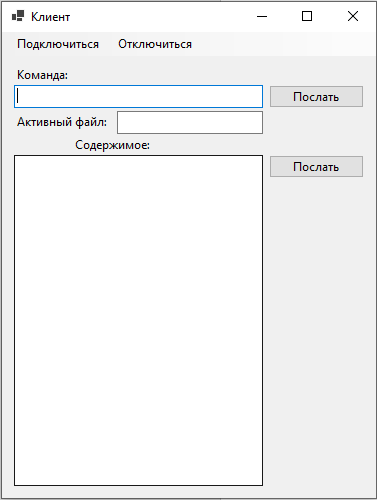 Клиент
Подключиться Отключиться
Команда:
Послать
Активный файл:
Содержимое:
Послать